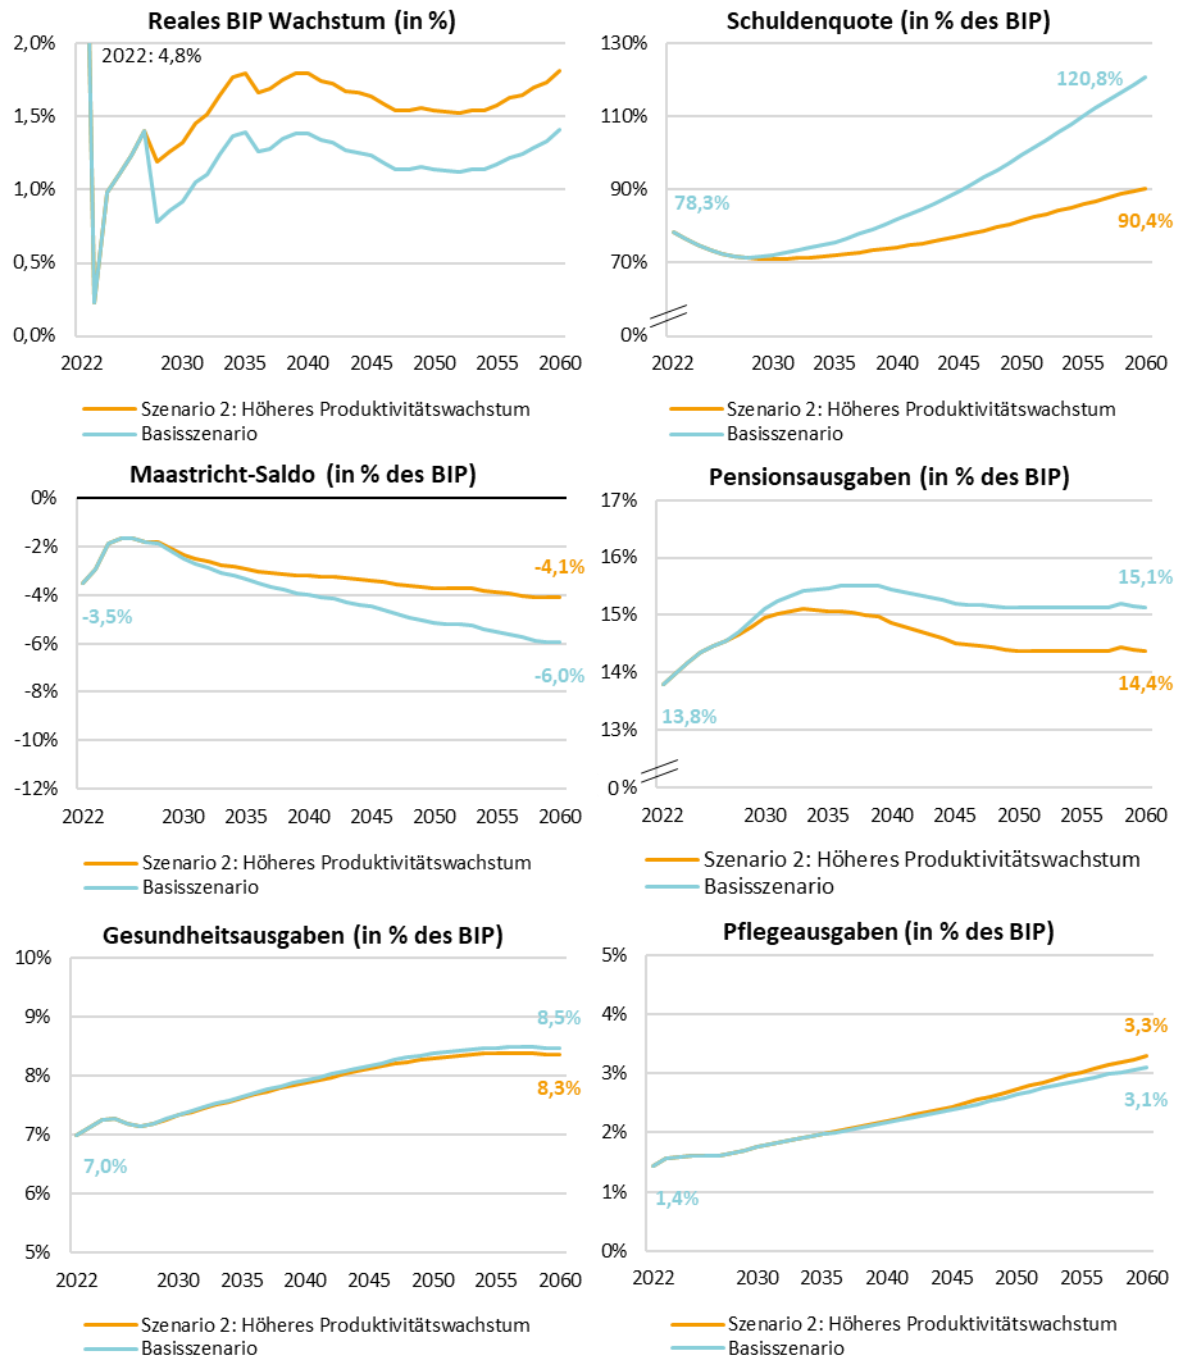 Reales BIP Wachstum (in %)
2,0%
2022: 4,8%
1,5%
1,0%
0,5%
0,0%
2022 2030 2035 2040 2045 2050 2055 2060
Szenario 2: Höheres Produktivitätswachstum
Basisszenario
Schuldenquote (in % des BIP)
130%
120,8%
110%
90%
78,3%
90,4%
70%
0%
2022 2030 2035 2040 2045 2050 2055 2060
Szenario 2: Höheres Produktivitätswachstum
Basisszenario
Maastricht-Saldo (in % des BIP)
0%
-2%
-4,1%
-4%
-3,5%
-6%
-6,0%
-8%
-10%
-12%
2022 2030 2035 2040 2045 2050 2055 2060
Szenario 2: Höheres Produktivitätswachstum
Basisszenario
Pensionsausgaben (in % des BIP)
17%
16%
15,1%
15%
14%
14,4%
13,8%
13%
0%
2022 2030 2035 2040 2045 2050 2055 2060
Szenario 2: Höheres Produktivitätswachstum
Basisszenario
Gesundheitsausgaben (in % des BIP)
10%
9%
8,5%
8%
8,3%
7%
7,0%
6%
5%
2022 2030 2035 2040 2045 2050 2055 2060
Szenario 2: Höheres Produktivitätswachstum
Basisszenario
Pflegeausgaben (in % des BIP)
5%
4%
3,3%
3%
3,1%
2%
1,4%
1%
0%
2022 2030 2035 2040 2045 2050 2055 2060
Szenario 2: Höheres Produktivitätswachstum
Basisszenario